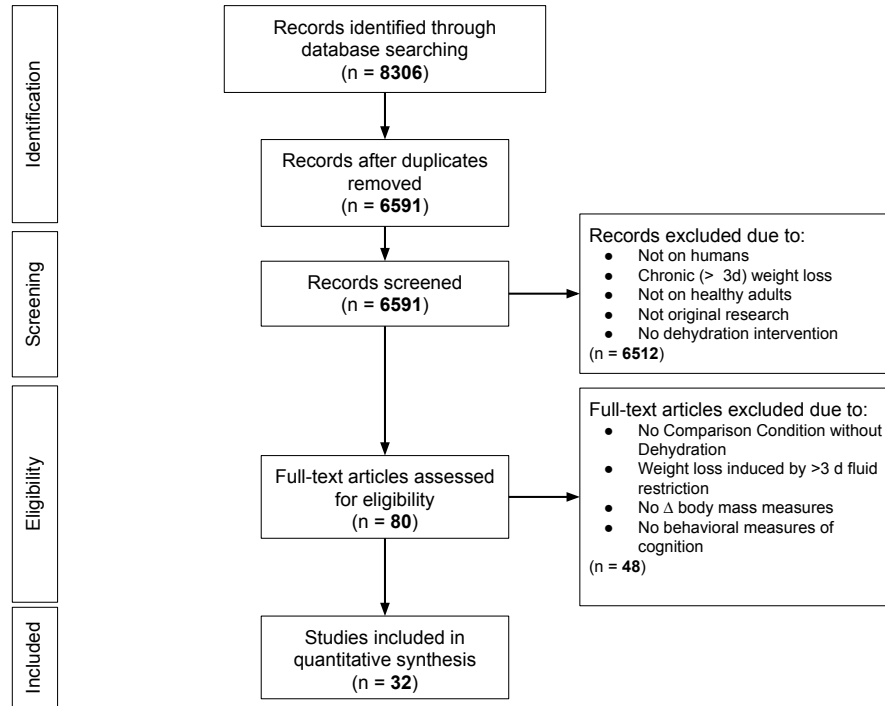 Identification
Records identified through
database searching
(n = 8306)
Records after duplicates
removed
(n = 6591)
Screening
Records screened
(n = 6591)
Records excluded due to:
● Not on humans
● Chronic (> 3d) weight loss
● Not on healthy adults
● Not original research
● No dehydration intervention
(n = 6512)
Eligibility
Full-text articles assessed
for eligibility
(n = 80)
Full-text articles excluded due to:
● No Comparison Condition without
Dehydration
● Weight loss induced by >3 d fluid
restriction
● No Δ body mass measures
● No behavioral measures of
cognition
(n = 48)
Included
Studies included in
quantitative synthesis
(n = 32)